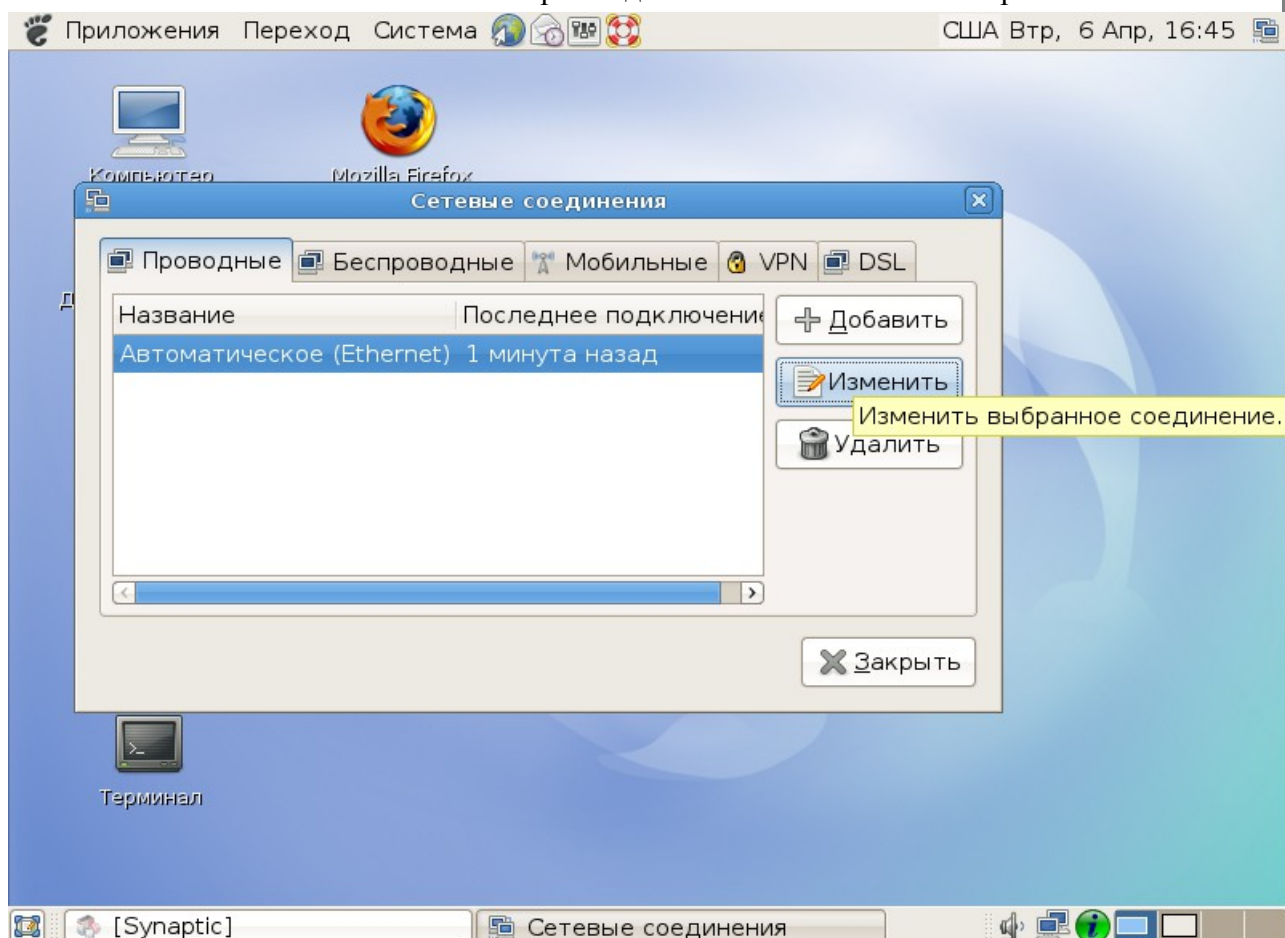 Приложения Переход Система США Втр, 6 Апр, 16:45
Компьютер Mozilla Firefox
Сетевые соединения
Проводные Беспроводные Мобильные VPN DSL
Название Последнее подключение
Добавить
Автоматическое (Ethernet) 1 минута назад
Изменить
Изменить выбранное соединение.
Удалить
Закрыть
Терминал
[Synaptic] Сетевые соединения